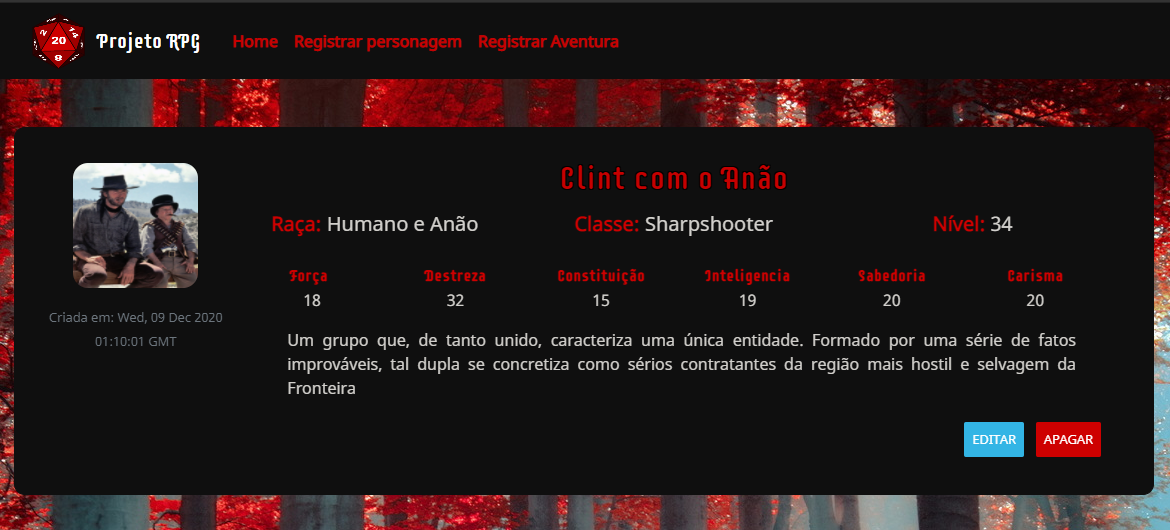 20
14
2
8
Projeto RPG
Home Registrar personagem Registrar Aventura
Clint com o Anão
Raça: Humano e Anão Classe: Sharpshooter Nível: 34
Força Destreza Constituição Inteligencia Sabedoria Carisma
18 32 15 19 20 20
Criada em: Wed, 09 Dec 2020
01:10:01 GMT
Um grupo que, de tanto unido, caracteriza uma única entidade. Formado por uma série de fatos
improváveis, tal dupla se concretiza como sérios contratantes da região mais hostil e selvagem da
Fronteira
EDITAR APAGAR